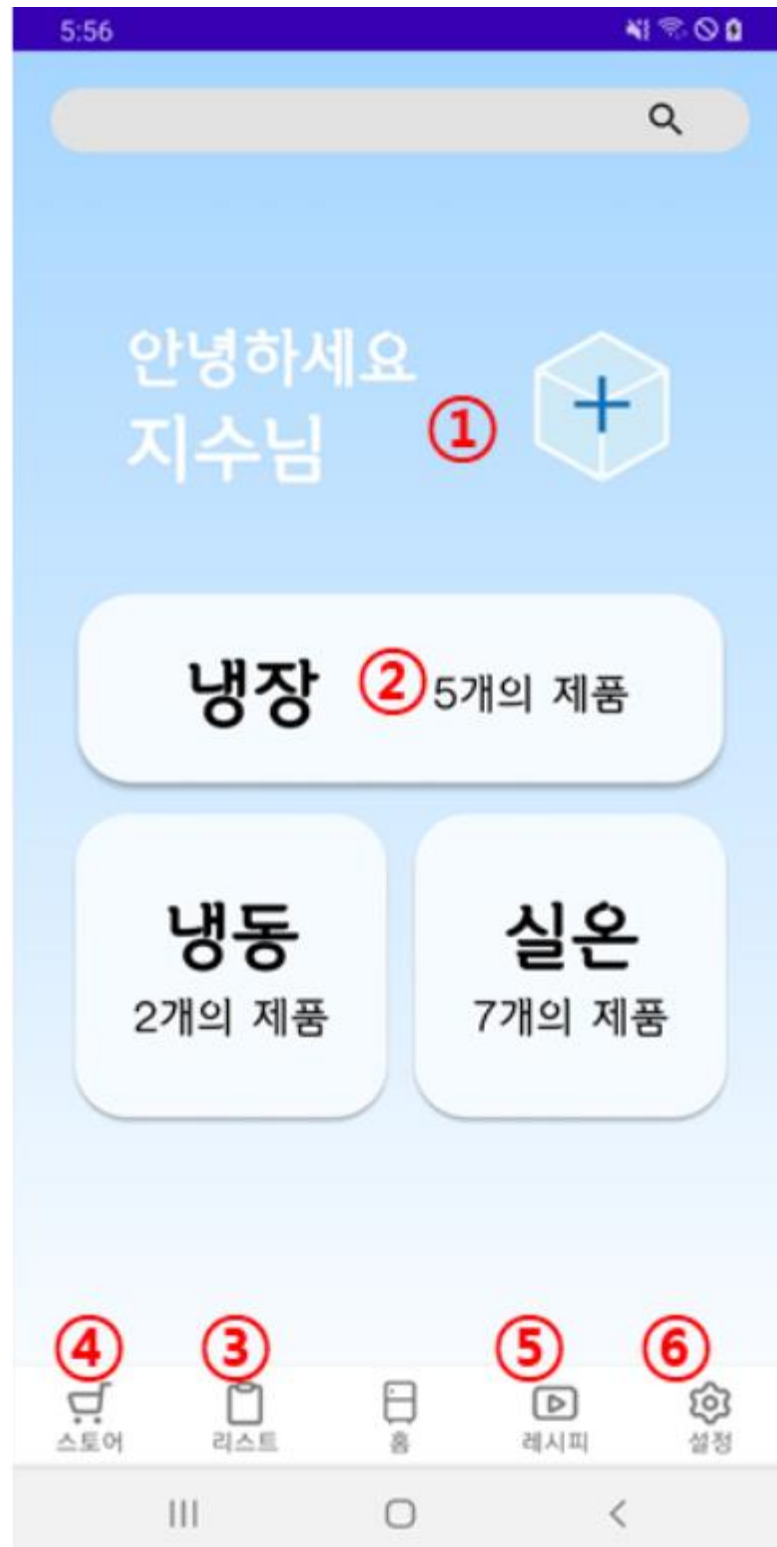 5:56
안녕하세요
지수님
①
냉장 ② 5개의 제품
냉동
2개의 제품
실온
7개의 제품
④ ③ ⑤ ⑥
스토어 리스트 홈 레시피 설정